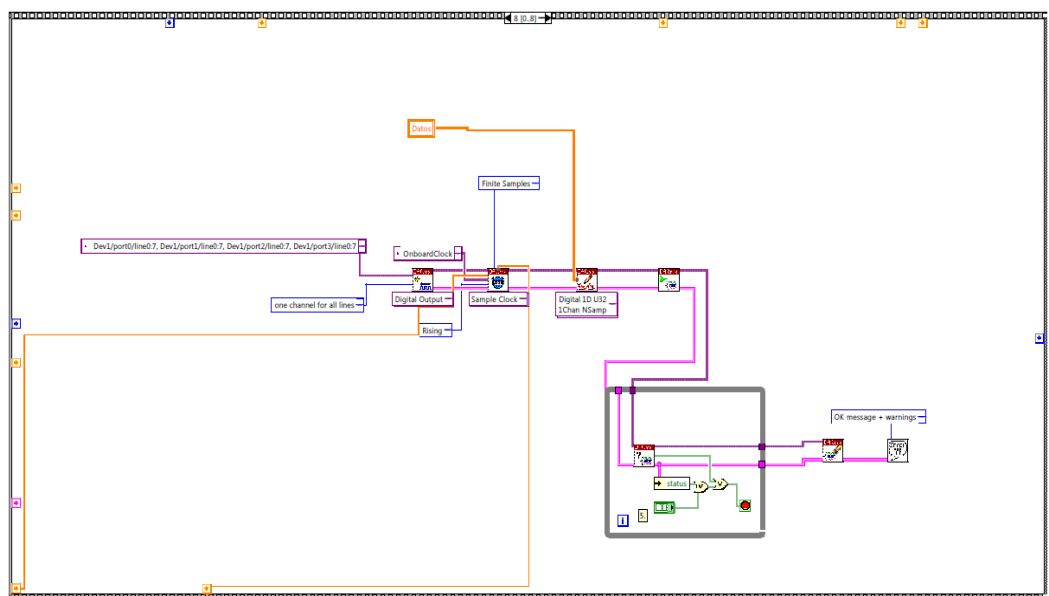 8 [0..8]
Datos
Finite Samples
Dev1/port0/line0:7, Dev1/port1/line0:7, Dev1/port2/line0:7, Dev1/port3/line0:7
OnboardClock
one channel for all lines
Digital Output
Sample Clock
Digital 1D U32
1Chan NSamp
Rising
OK message + warnings
status
i